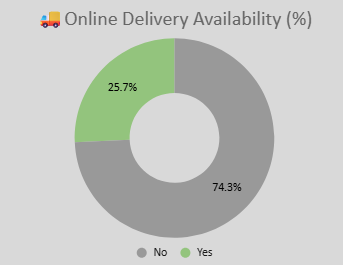 🚚 Online Delivery Availability (%)
25.7%
74.3%
No Yes